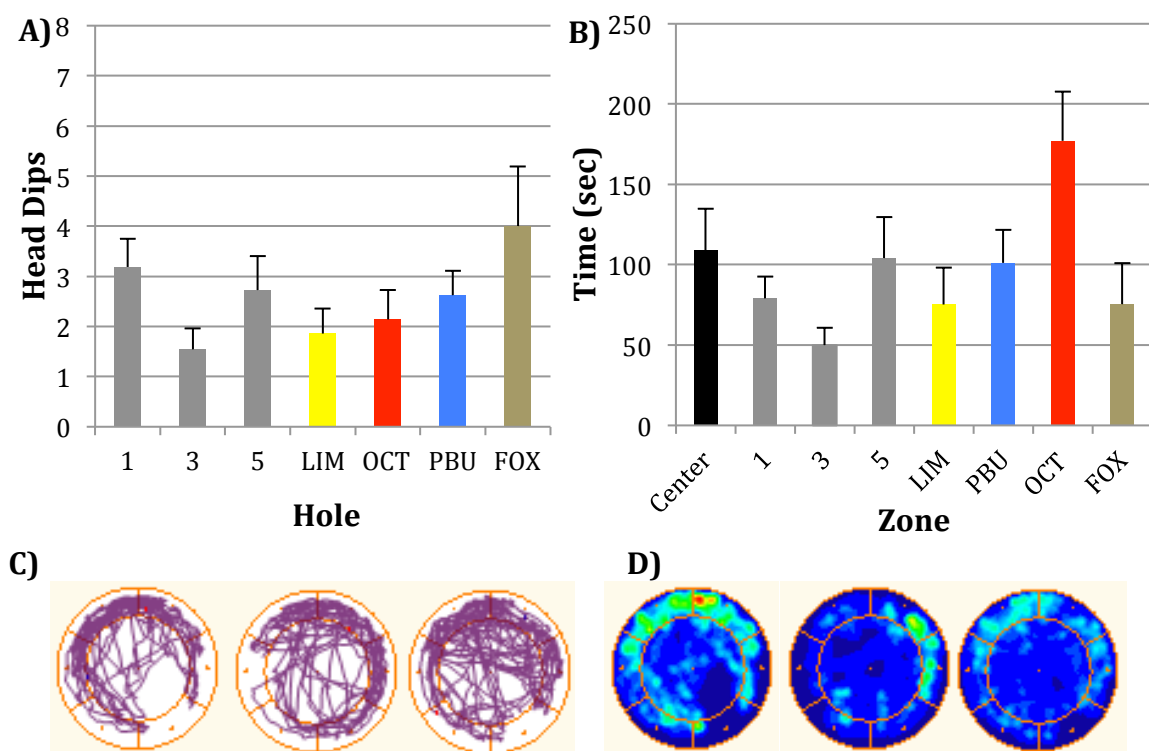 A)
8
7
6
5
4
3
2
1
0
Head Dips
1 3 5 LIM OCT PBU FOX
Hole
B)
250
200
150
100
50
0
Time (sec)
Center 1 3 5 LIM PBU OCT FOX
Zone
C)
D)